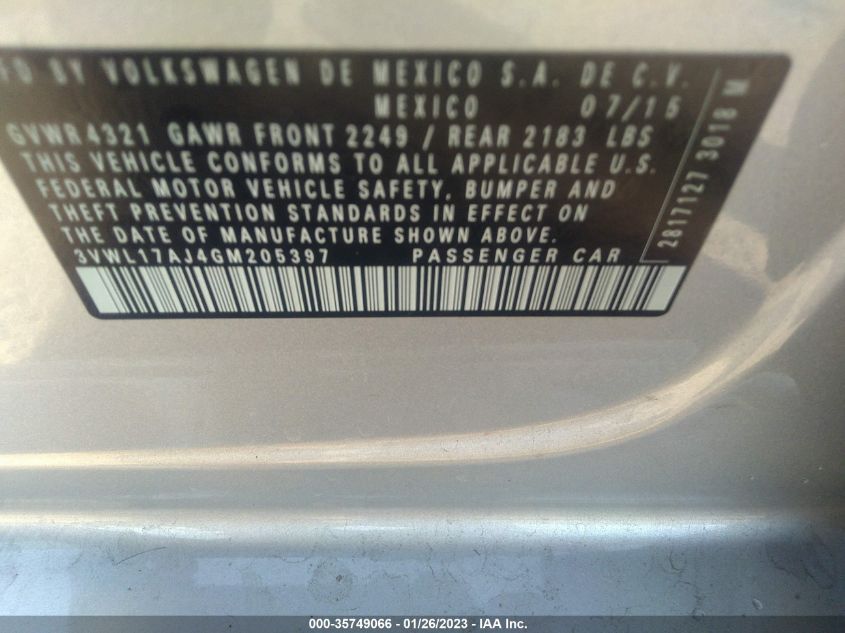 FD BY VOLKSWAGEN DE MEXICO S.A. DE C.V.
MEXICO 07/15
GVWR 4321 GAWR FRONT 2249 / REAR 2183 LBS
THIS VEHICLE CONFORMS TO ALL APPLICABLE U.S.
FEDERAL MOTOR VEHICLE SAFETY, BUMPER AND
THEFT PREVENTION STANDARDS IN EFFECT ON
THE DATE OF MANUFACTURE SHOWN ABOVE.
3VWL17AJ4GM205397 PASSENGER CAR
2817127 3018 M
000-35749066 - 01/26/2023 - IAA Inc.